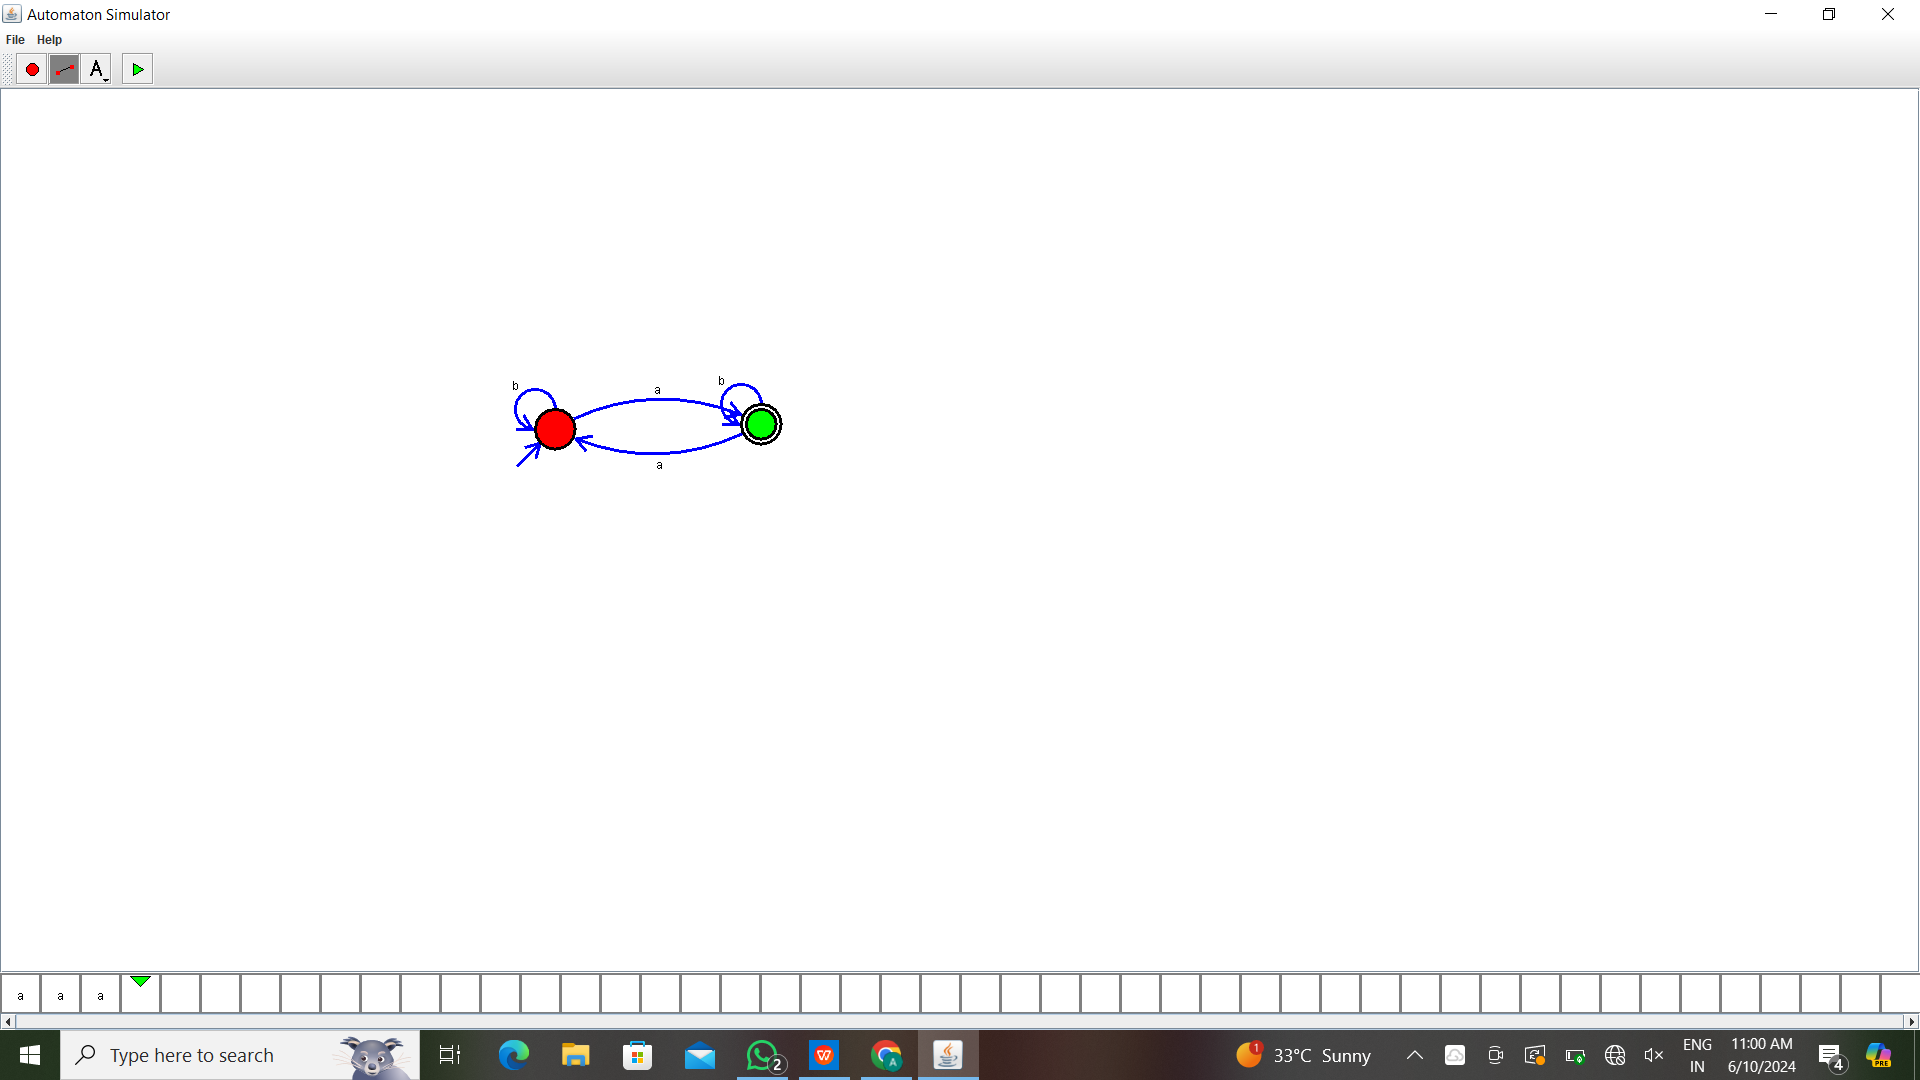 Automaton Simulator
File Help
A
b
a
b
a
a a a
Type here to search
2
W
A
1
33°C Sunny
ENG
IN
11:00 AM
6/10/2024
4
PRE